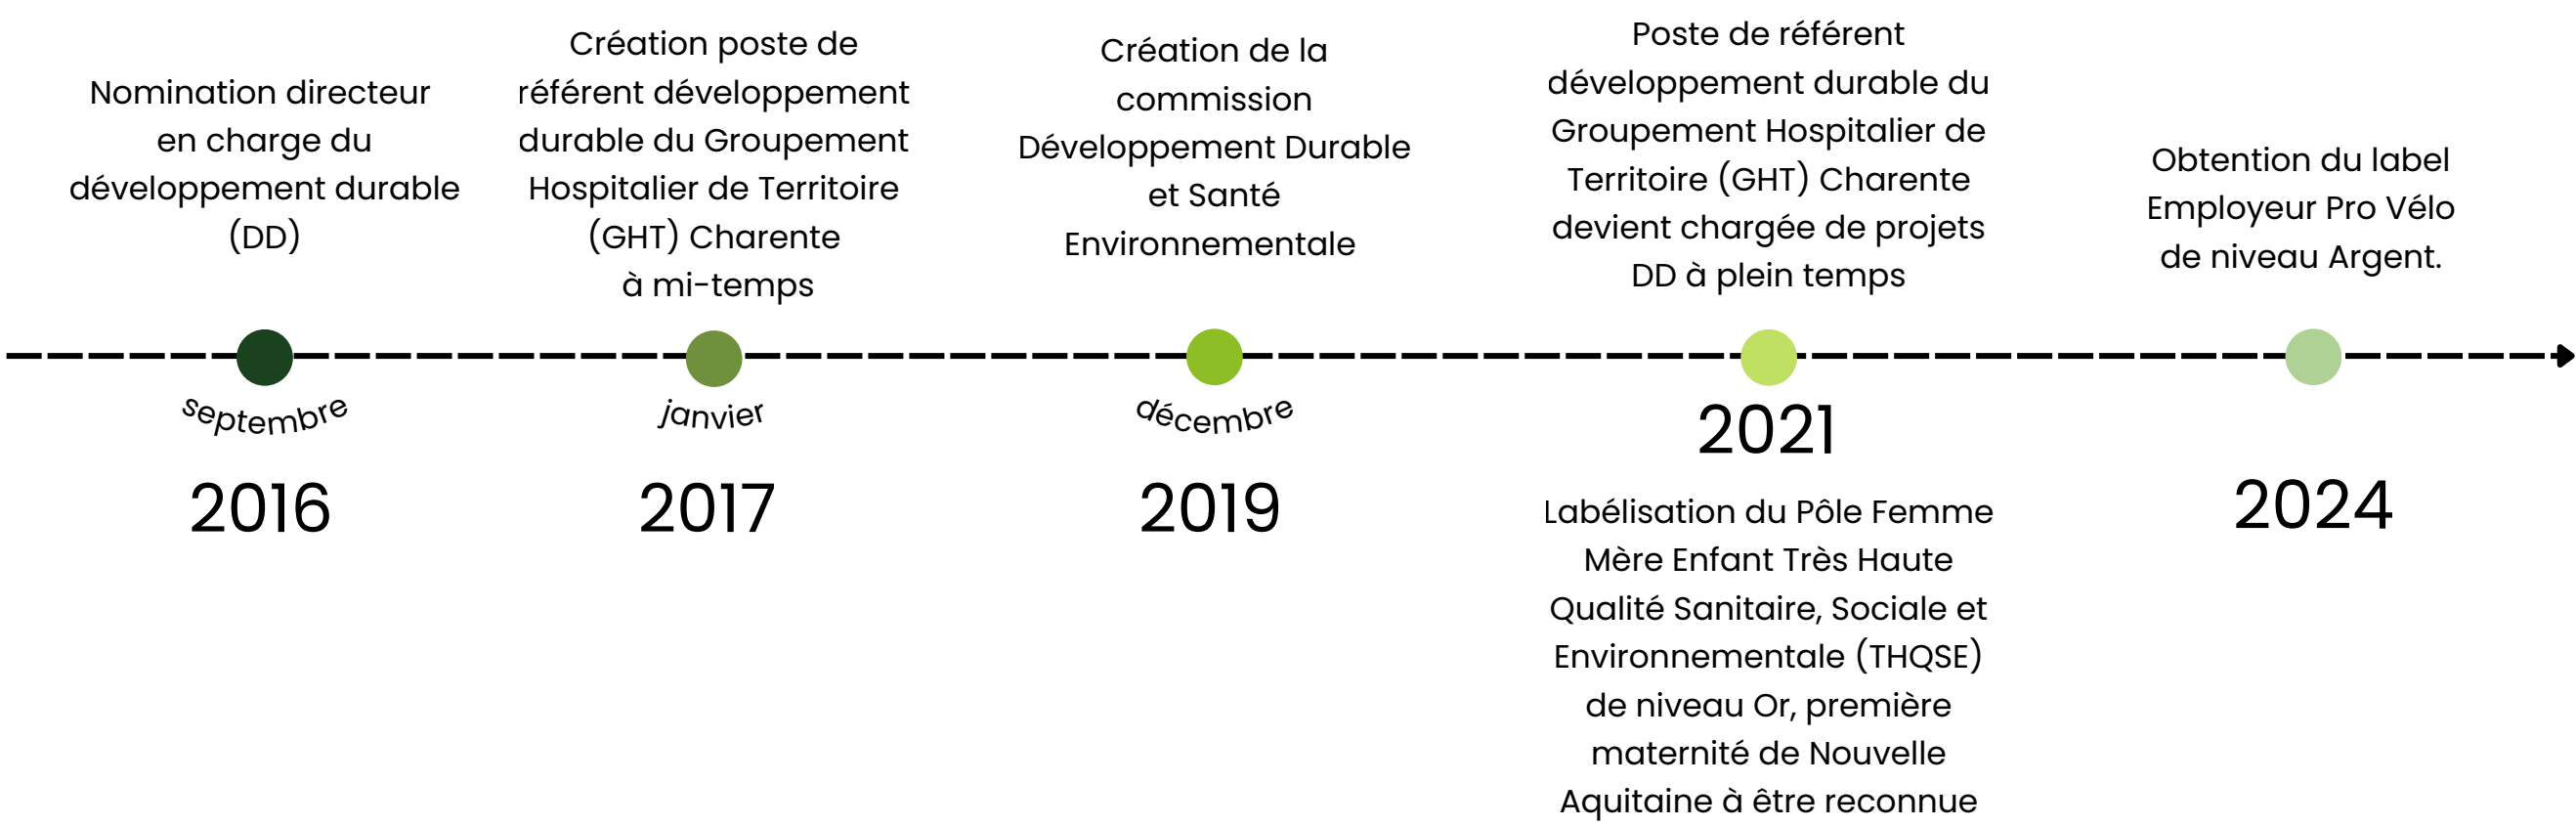 Nomination directeur
en charge du
développement durable
(DD)
septembre
2016
Création poste de
référent développement
durable du Groupement
Hospitalier de Territoire
(GHT) Charente
à mi-temps
janvier
2017
Création de la
commission
Développement Durable
et Santé
Environnementale
décembre
2019
Poste de référent
développement durable du
Groupement Hospitalier de
Territoire (GHT) Charente
devient chargée de projets
DD à plein temps
2021
Labélisation du Pôle Femme
Mère Enfant Très Haute
Qualité Sanitaire, Sociale et
Environnementale (THQSE)
de niveau Or, première
maternité de Nouvelle
Aquitaine à être reconnue
Obtention du label
Employeur Pro Vélo
de niveau Argent.
2024